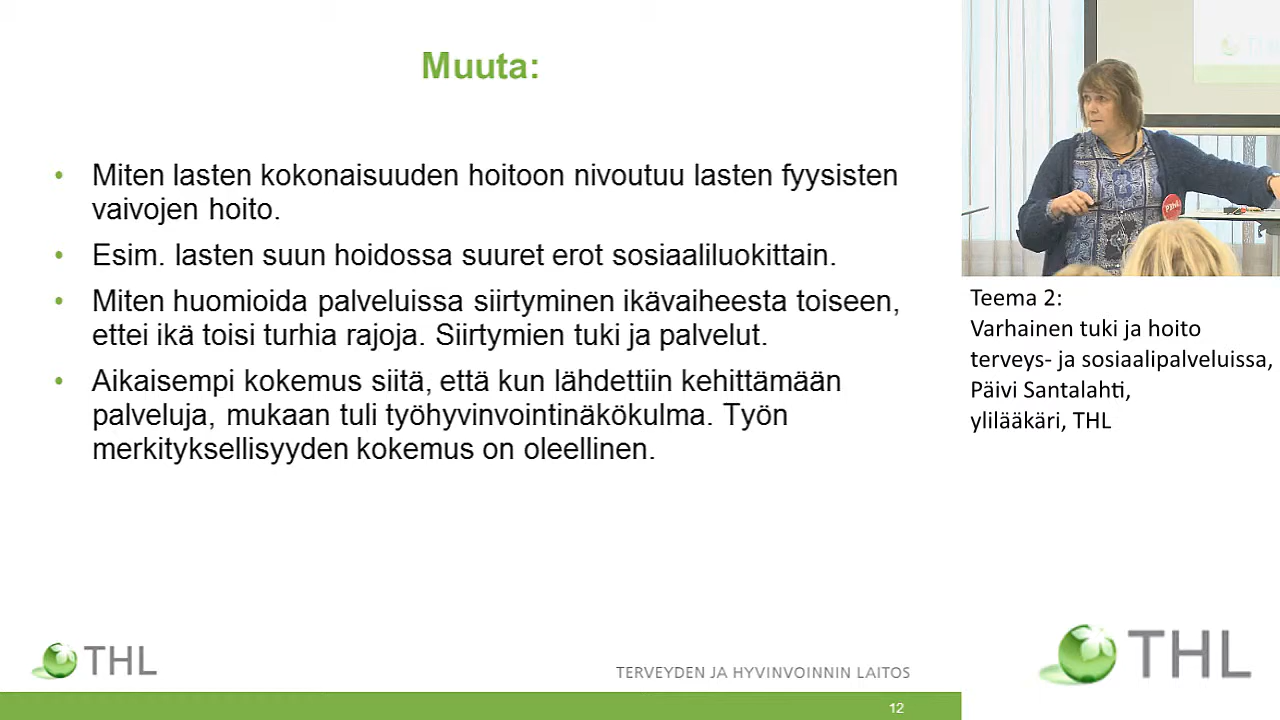 Muuta:
• Miten lasten kokonaisuuden hoitoon nivoutuu lasten fyysisten
vaivojen hoito.
• Esim. lasten suun hoidossa suuret erot sosiaaliluokittain.
• Miten huomioida palveluissa siirtyminen ikävaiheesta toiseen,
ettei ikä toisi turhia rajoja. Siirtymien tuki ja palvelut.
• Aikaisempi kokemus siitä, että kun lähdettiin kehittämään
palveluja, mukaan tuli työhyvinvointinäkökulma. Työn
merkityksellisyyden kokemus on oleellinen.
THL
TERVEYDEN JA HYVINVOINNIN LAITOS
12
Teema 2:
Varhainen tuki ja hoito
terveys- ja sosiaalipalveluissa,
Päivi Santalahti,
ylilääkäri, THL
THL